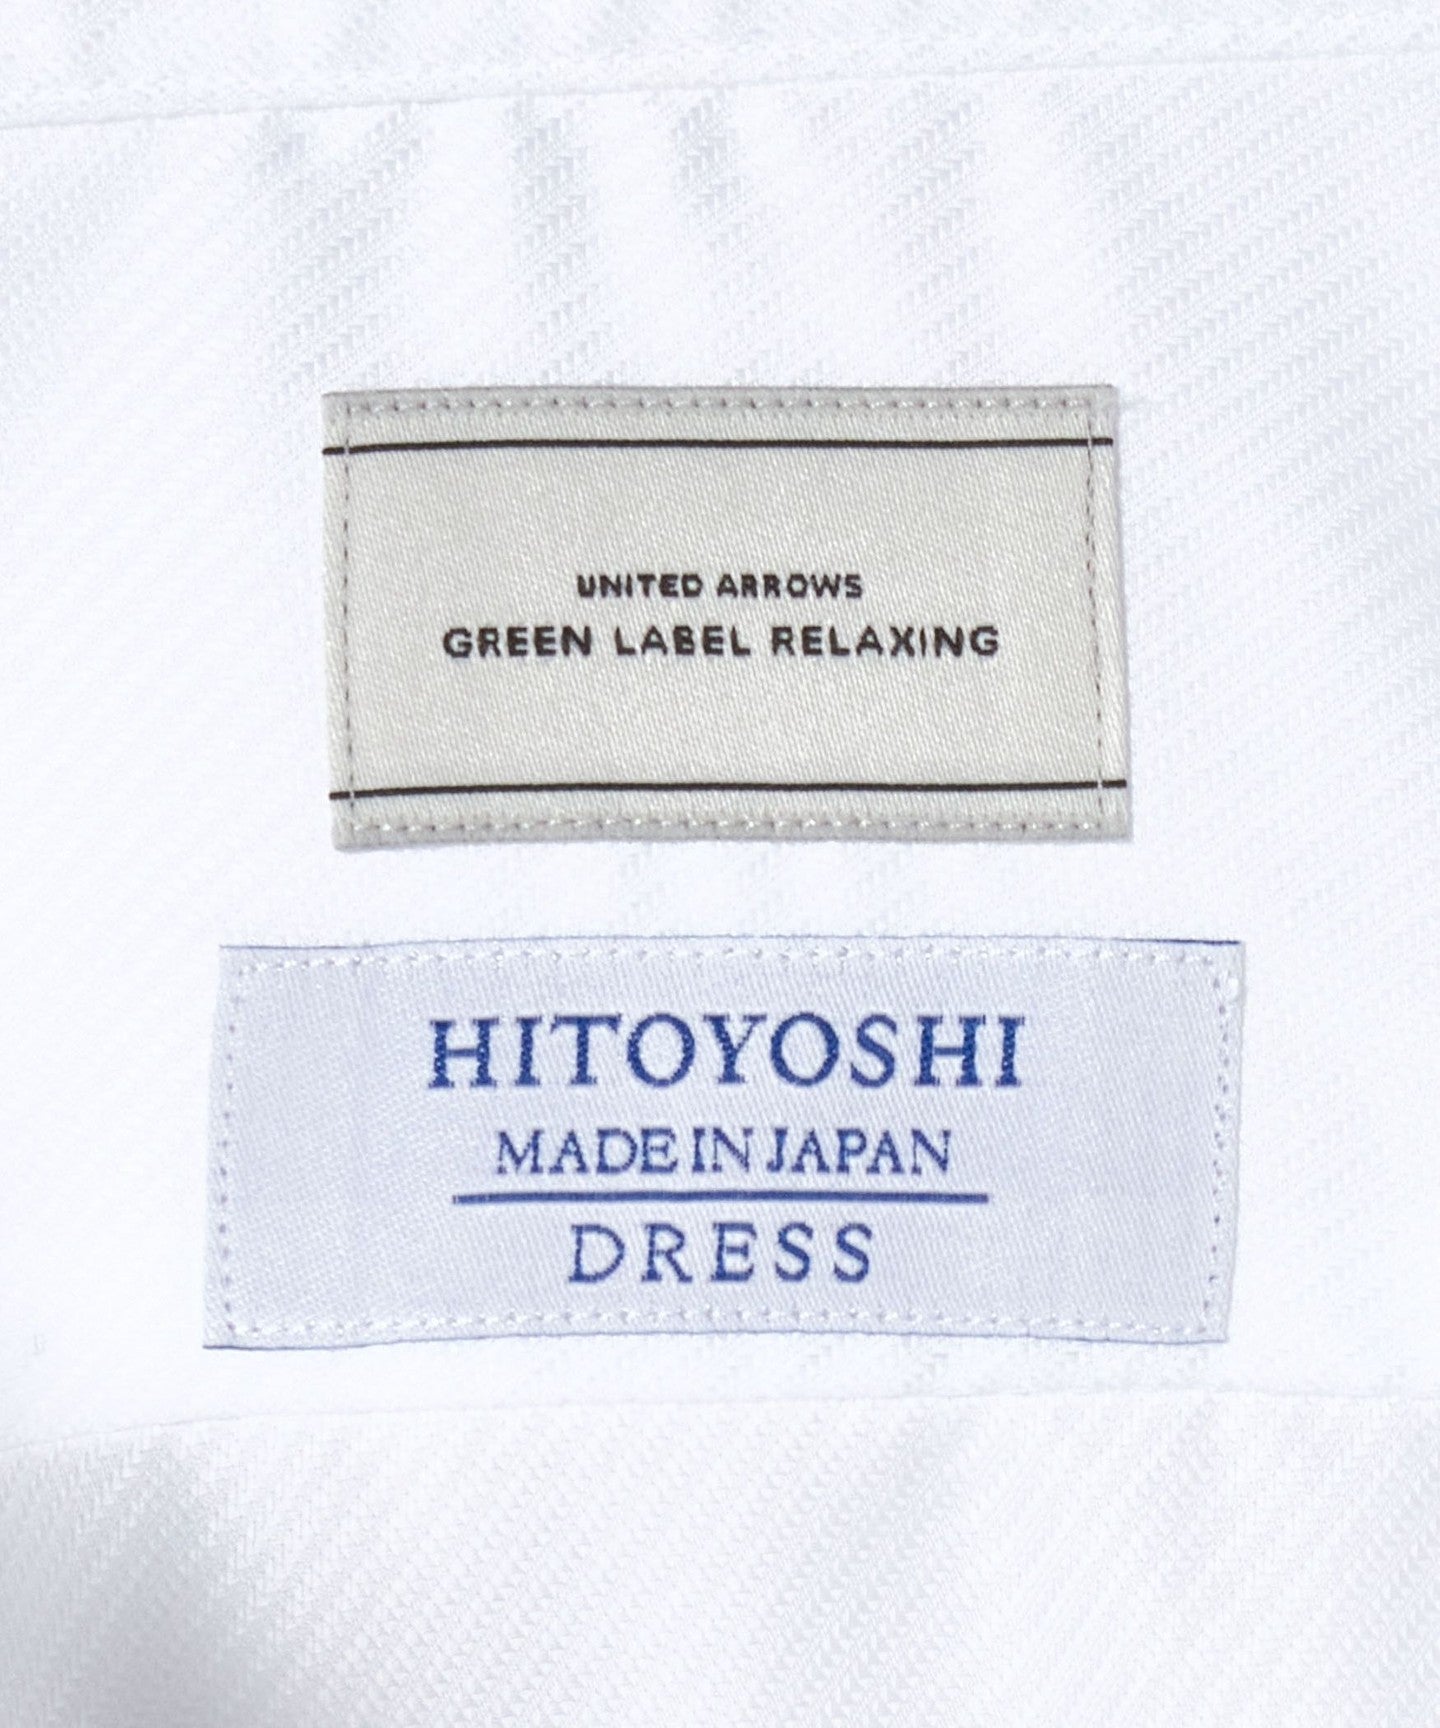 UNITED ARROWS
GREEN LABEL RELAXING
HITOYOSHI
MADE IN JAPAN
DRESS